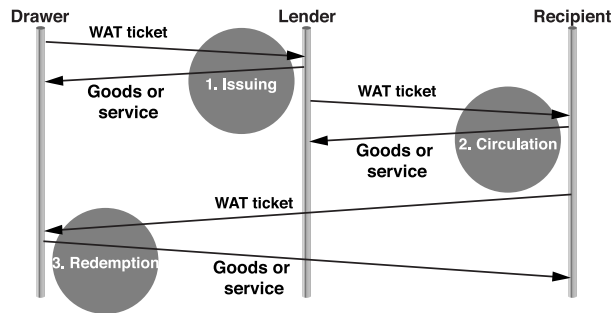 Drawer
Lender
Recipient
WAT ticket
Goods or
service
1. Issuing
WAT ticket
Goods or
service
2. Circulation
WAT ticket
3. Redemption
Goods or
service